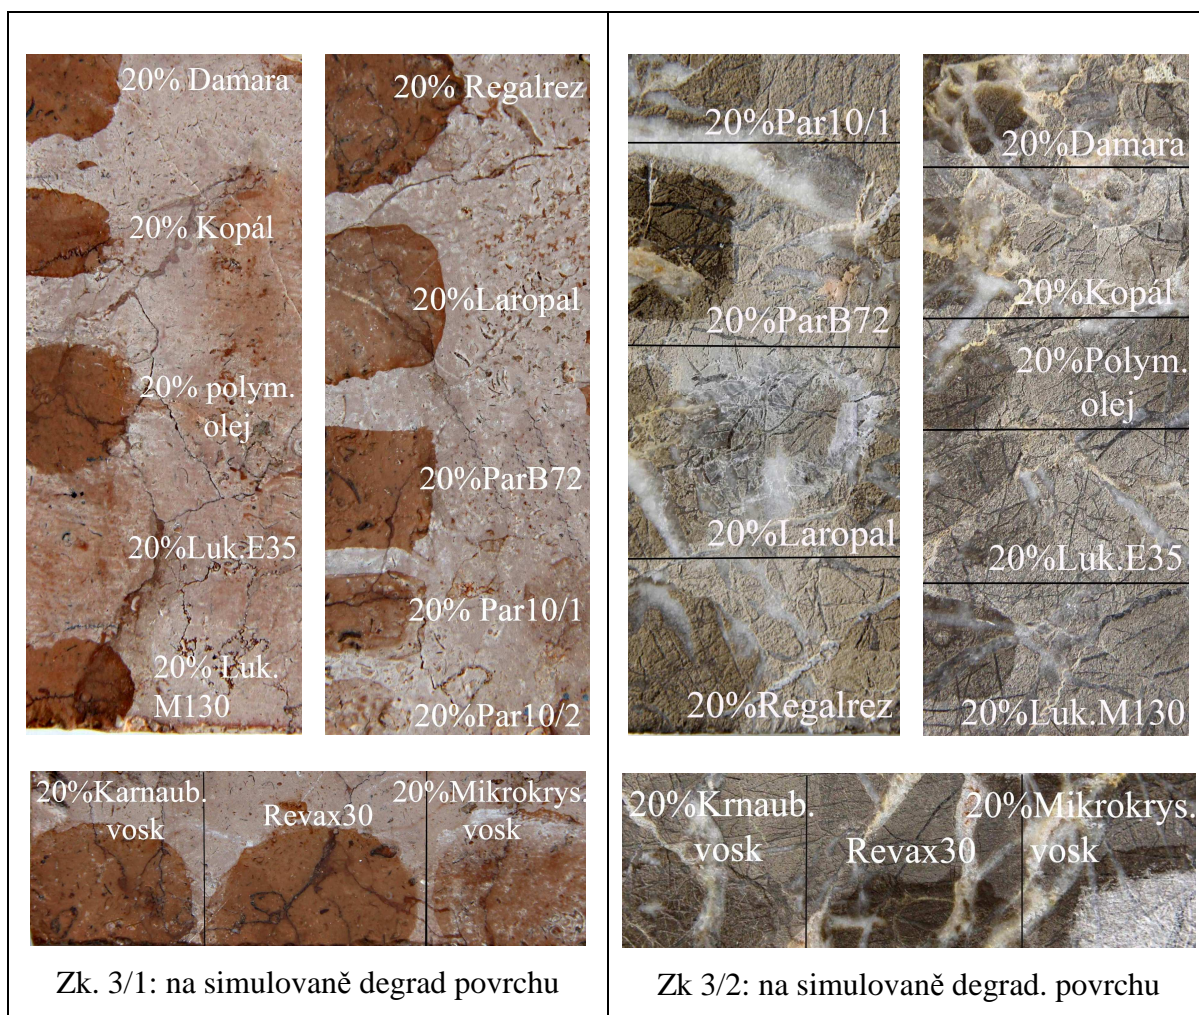 20% Damara
20% Kopál
20% polym.
olej
20%Luk.E35
20% Luk.
M130
20% Regalrez
20%Laropal
20%ParB72
20% Par10/1
20%Par10/2
20%Karnaub.
vosk
Revax30
20%Mikrokrys.
vosk
Zk. 3/1: na simulovaně degrad povrchu
20%Par10/1
20%ParB72
20%Laropal
20%Regalrez
20%Damara
20%Kopál
20%Polym.
olej
20%Luk.E35
20%Luk.M130
20%Krnaub.
vosk
Revax30
20%Mikrokrys.
vosk
Zk 3/2: na simulovaně degrad. povrchu